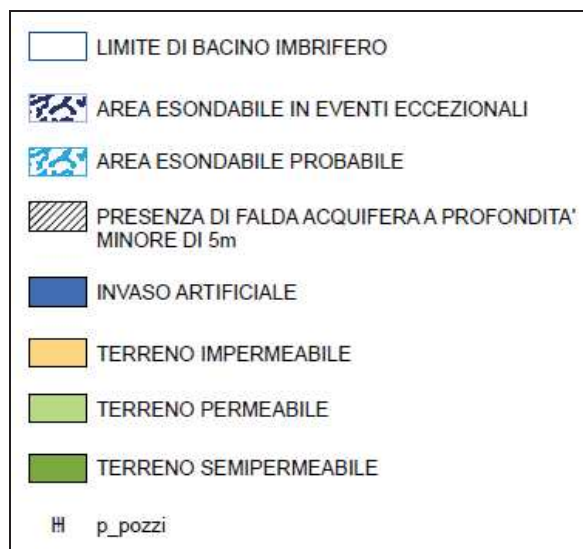 LIMITE DI BACINO IMBRIFERO
AREA ESONDABILE IN EVENTI ECCEZIONALI
AREA ESONDABILE PROBABILE
PRESENZA DI FALDA ACQUIFERA A PROFONDITA'
MINORE DI 5m
INVASO ARTIFICIALE
TERRENO IMPERMEABILE
TERRENO PERMEABILE
TERRENO SEMIPERMEABILE
p_pozzi